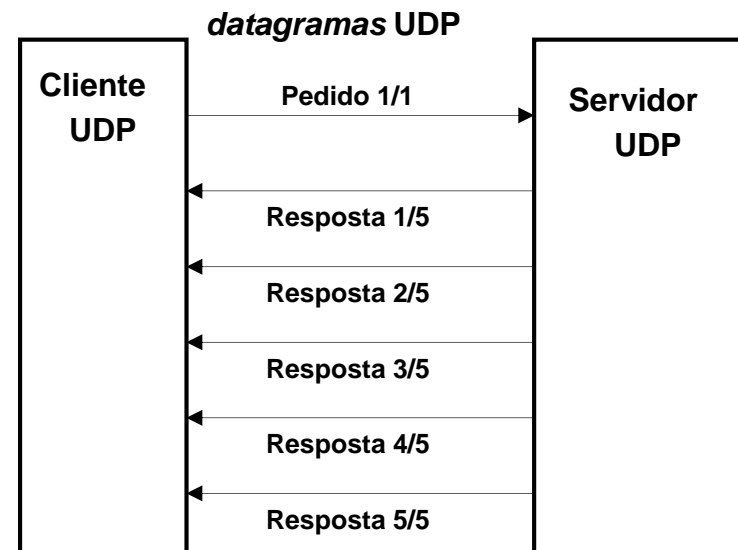 datagramas UDP
Cliente
UDP
Pedido 1/1
Servidor
UDP
Resposta 1/5
Resposta 2/5
Resposta 3/5
Resposta 4/5
Resposta 5/5